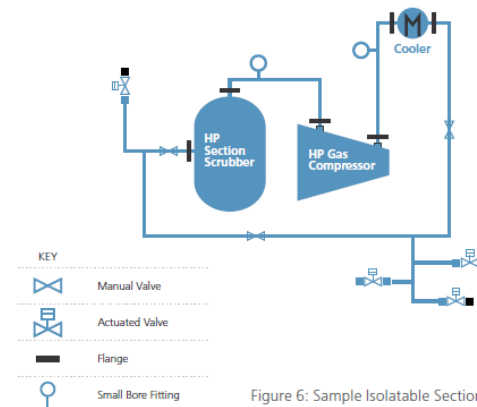 Cooler
HP
Section
Scrubber
HP Gas
Compressor
KEY
Manual Valve
Actuated Valve
Flange
Small Bore Fitting
Figure 6: Sample Isolatable Section